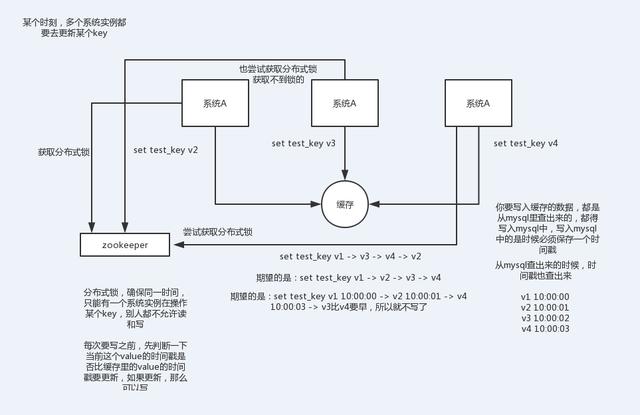 某个时刻，多个系统实例都
要去更新某个key
也尝试获取分布式锁
获取不到锁的
系统A
系统A
系统A
获取分布式锁
set test_key v2
set test_key v3
set test_key v4
缓存
zookeeper
尝试获取分布式锁
set test_key v1 -> v3 -> v4 -> v2
期望的是：set test_key v1 -> v2 -> v3 -> v4
期望的是：set test_key v1 10:00:00 -> v2 10:00:01 -> v4
10:00:03 -> v3比v4要早，所以就不写了
你要写入缓存的数据，都是
从mysql里查出来的，都得
写入mysql中，写入mysql
中的是时候必须保存一个时
间戳
从mysql查出来的时候，时
间戳也查出来
v1 10:00:00
v2 10:00:01
v3 10:00:02
v4 10:00:03
分布式锁，确保同一时间，
只能有一个系统实例在操作
某个key，别人都不允许读
和写
每次要写之前，先判断一下
当前这个value的时间戳是
否比缓存里的value的时间
戳要更新，如果更新，那么
可以写